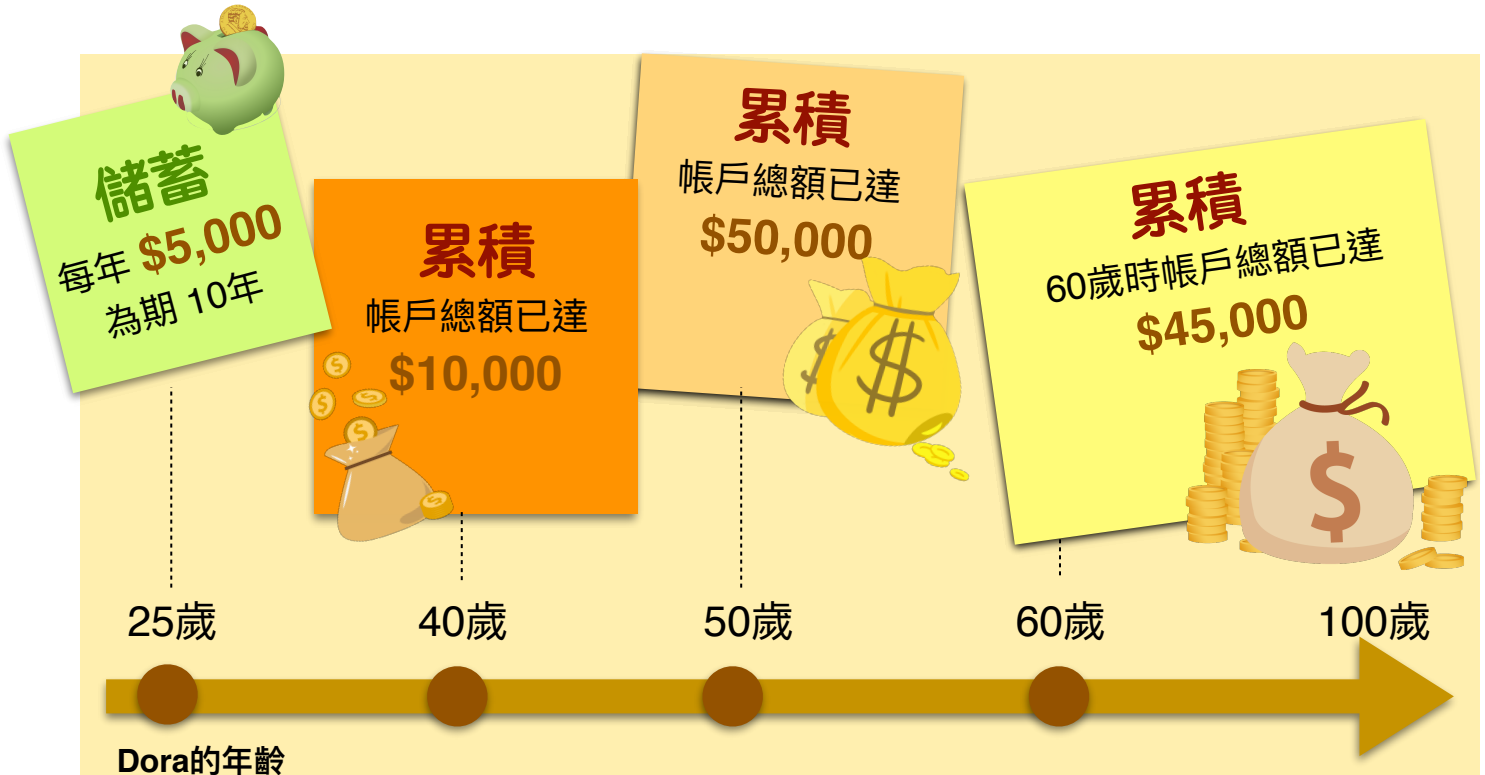 儲蓄
每年 $5,000
為期 10年
累積
帳戶總額已達
$10,000
累積
帳戶總額已達
$50,000
累積
60歲時帳戶總額已達
$45,000
25歲
40歲
50歲
60歲
100歲
Dora的年齡